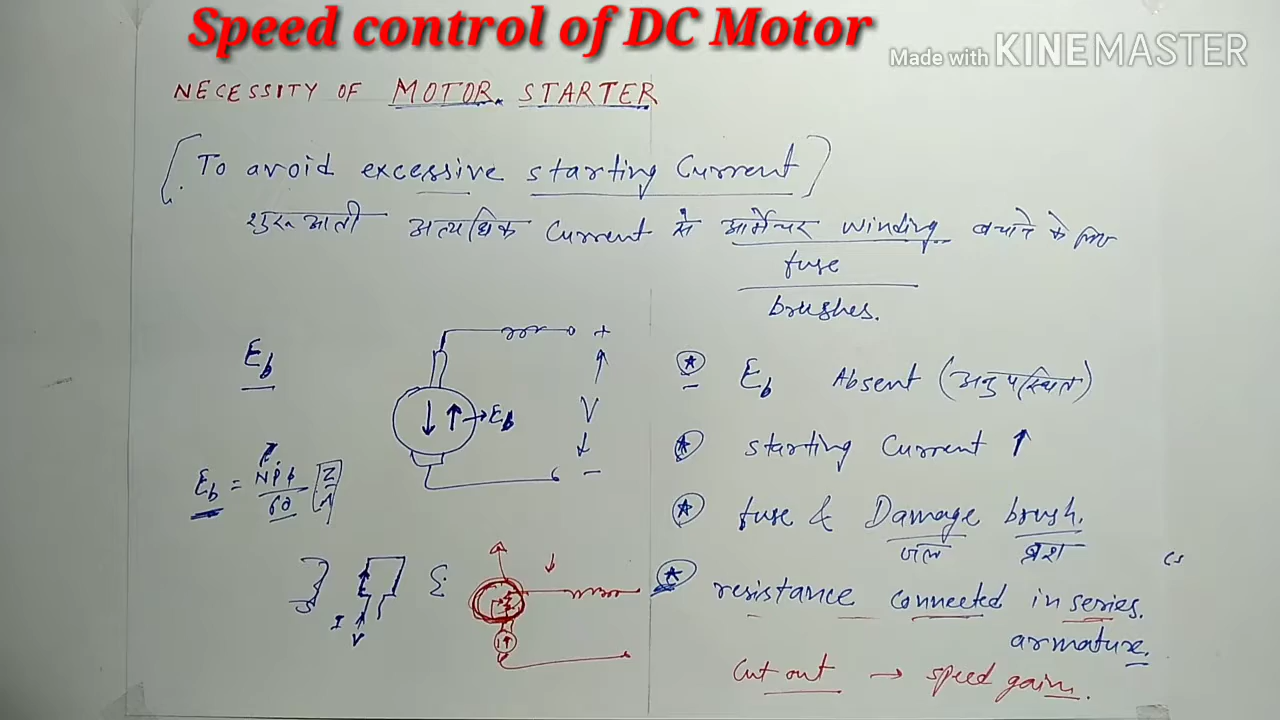 Speed control of DC Motor
Made with KINEMASTER
NECESSITY OF MOTOR STARTER
[To avoid excessive starting Current]
शुरूआती अत्यधिक Current से आर्मेचर winding बचाने के लिए
fuse
brushes.
+
Eb
V
Eb
-
Eb = NPΦ/60 [Z/A]
I
V
* Eb Absent (अनुपस्थित)
* starting Current ↑
* fuse & Damage brush.
जल ब्रश
* resistance connected in series.
armature.
Cut out → speed gain.